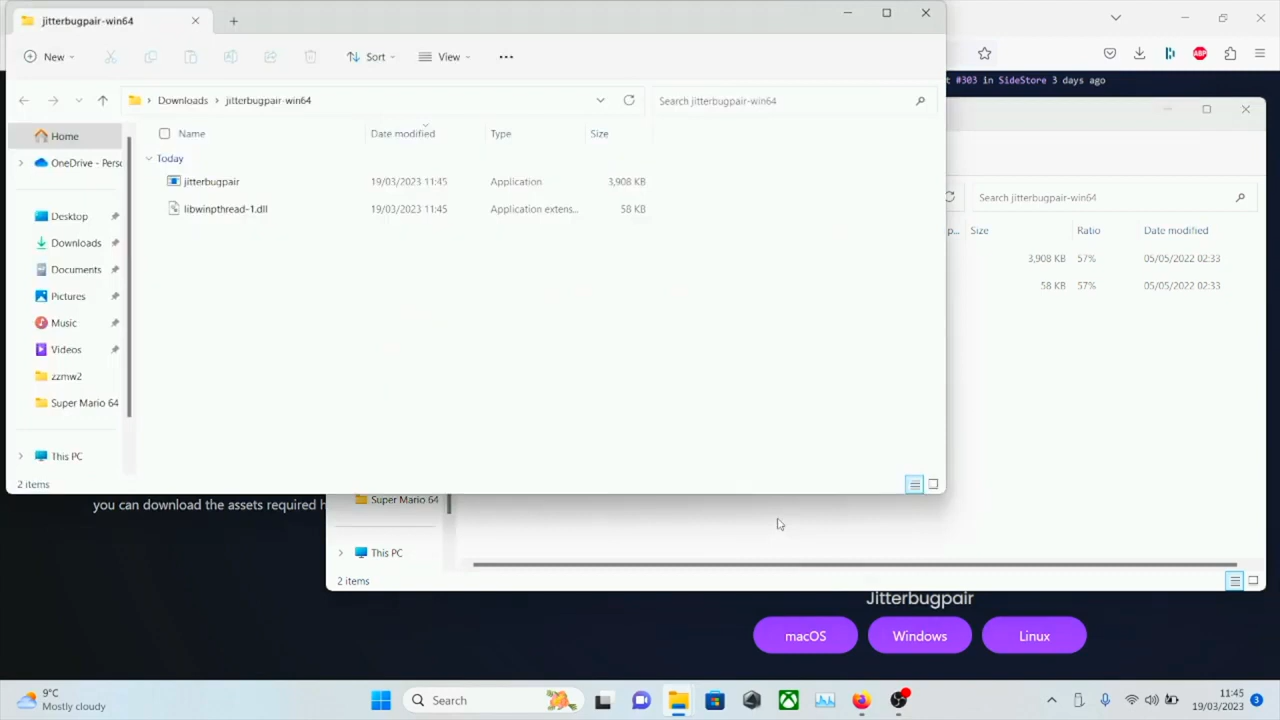 jitterbugpair-win64
New
Sort
View
Downloads
jitterbugpair-win64
Search jitterbugpair-win64
#303 in SideStore 3 days ago
Home
Name
Date modified
Type
Size
OneDrive - Pers
Today
jitterbugpair
19/03/2023 11:45
Application
3,908 KB
libwinpthread-1.dll
19/03/2023 11:45
Application extens...
58 KB
Desktop
Downloads
Documents
Pictures
Music
Videos
zzmw2
Super Mario 64
This PC
2 items
Search jitterbugpair-win64
p...
Size
Ratio
Date modified
3,908 KB
57%
05/05/2022 02:33
58 KB
57%
05/05/2022 02:33
Super Mario 64
This PC
2 items
you can download the assets required
Jitterbugpair
macOS
Windows
Linux
ABP
9°C
Mostly cloudy
Search
11:45
19/03/2023
3